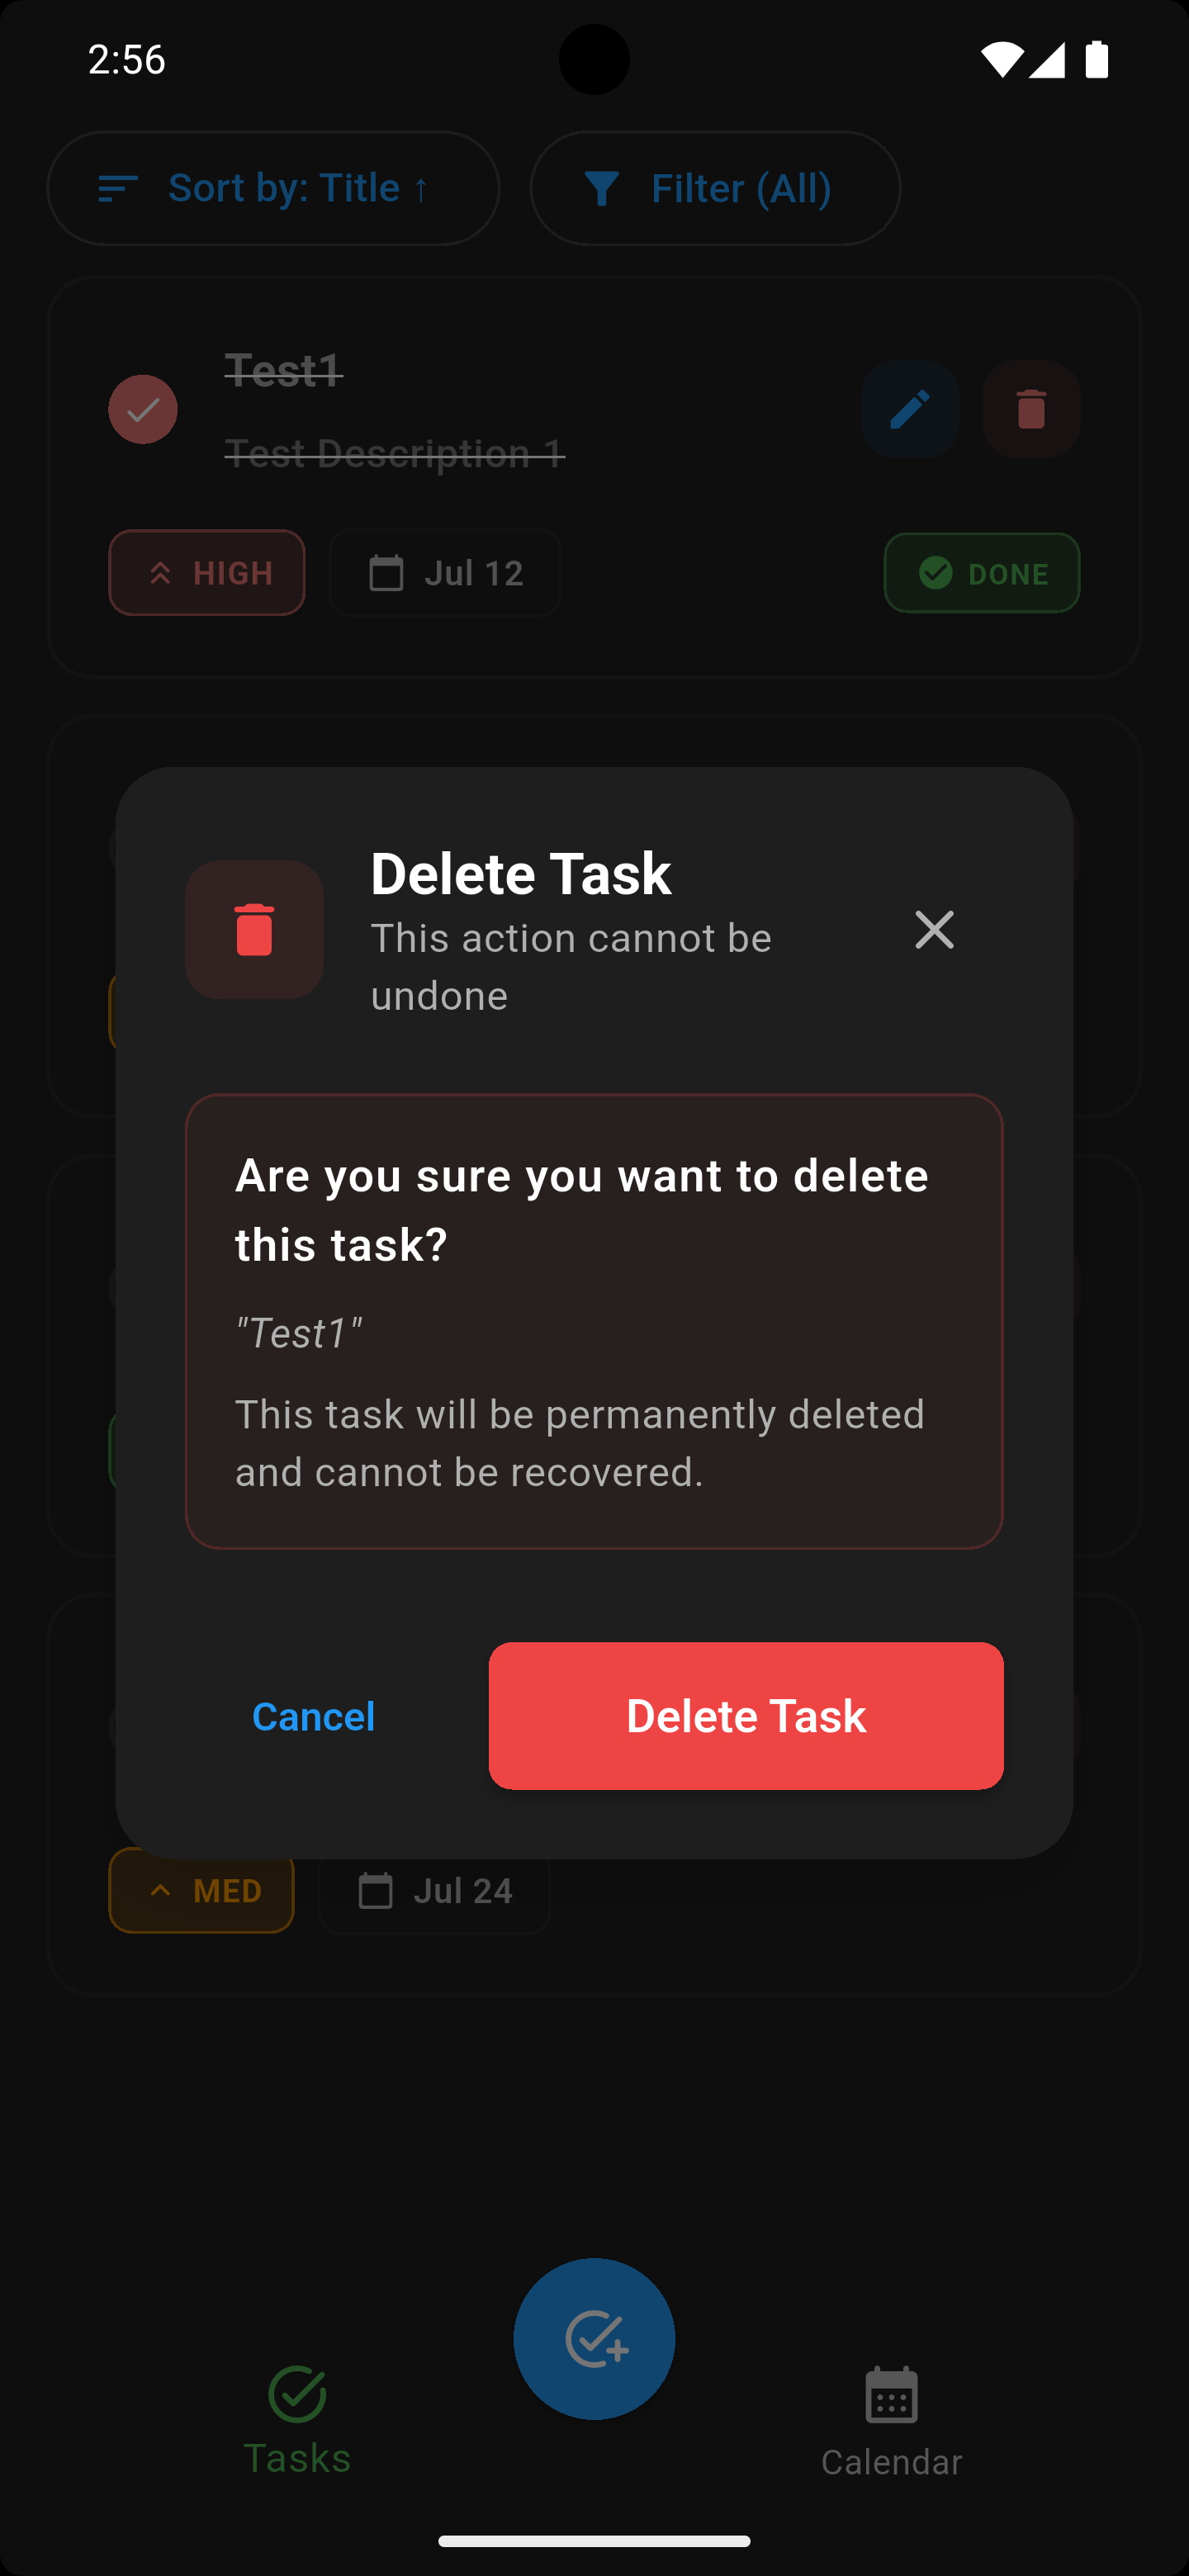 2:56
Sort by: Title ↑
Filter (All)
Test1
Test Description 1
HIGH
Jul 12
DONE
Delete Task
This action cannot be
undone
Are you sure you want to delete
this task?
"Test1"
This task will be permanently deleted
and cannot be recovered.
Cancel
Delete Task
MED
Jul 24
Tasks
Calendar